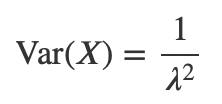 Var(X) = 1/λ²